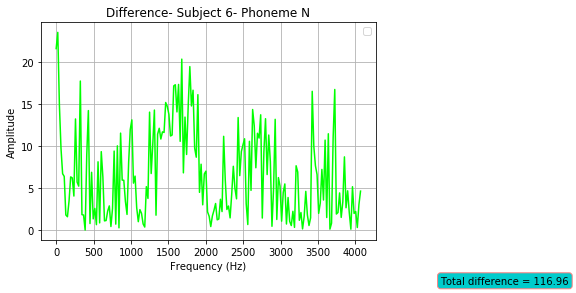 Difference- Subject 6- Phoneme N
Amplitude
20
15
10
5
0
0 500 1000 1500 2000 2500 3000 3500 4000
Frequency (Hz)
Total difference = 116.96